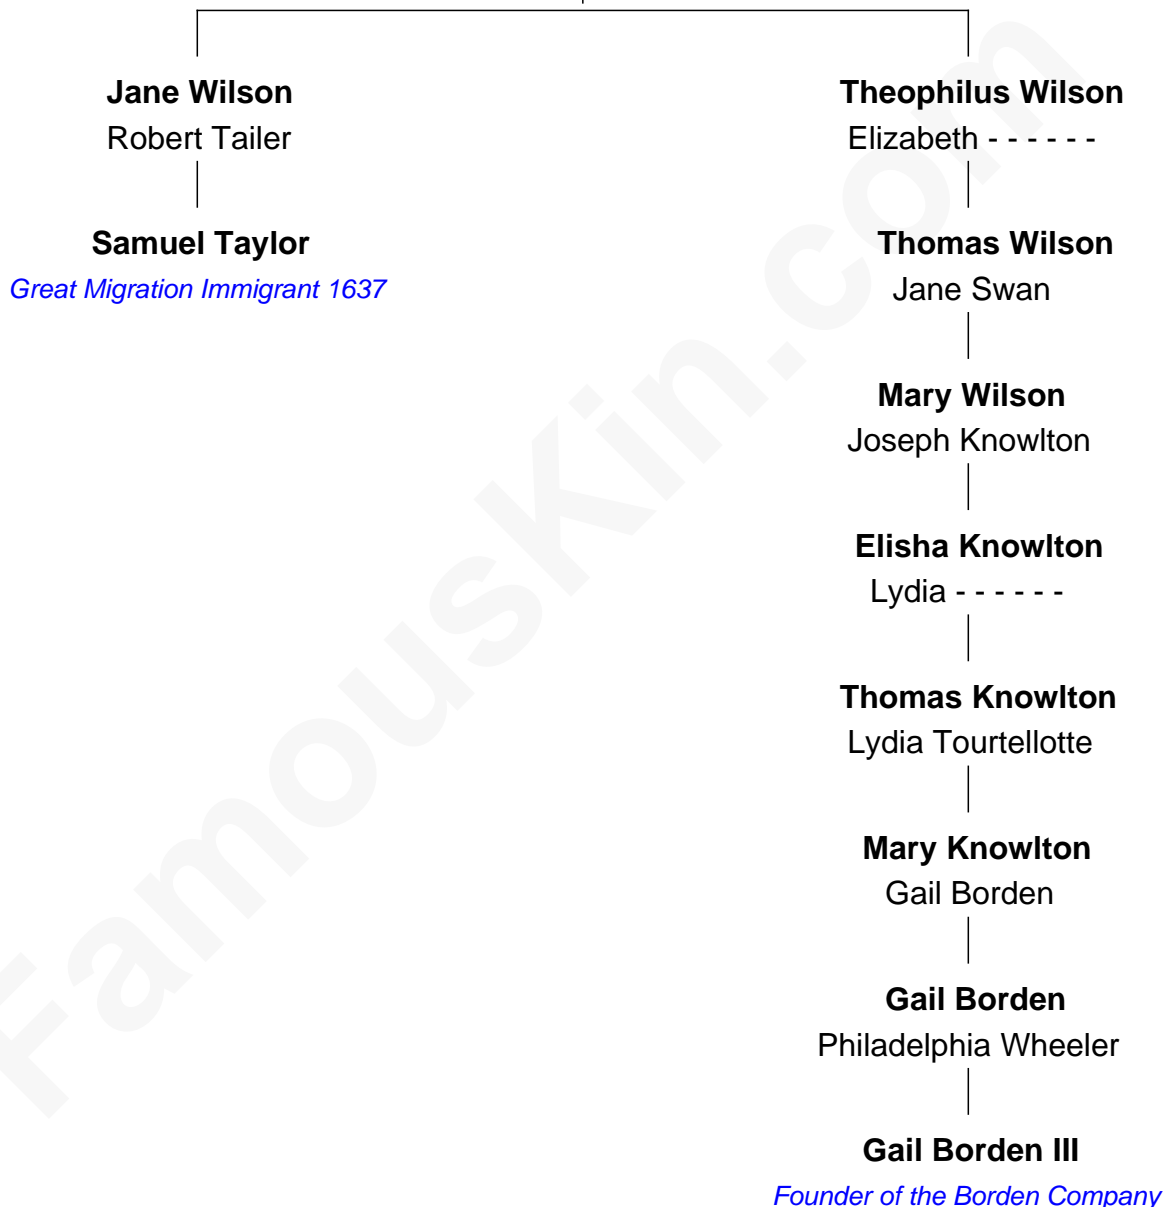 Jane Wilson
Robert Tailer
Samuel Taylor
Great Migration Immigrant 1637
Theophilus Wilson
Elizabeth - - - - - -
Thomas Wilson
Jane Swan
Mary Wilson
Joseph Knowlton
Elisha Knowlton
Lydia - - - - - -
Thomas Knowlton
Lydia Tourtellotte
Mary Knowlton
Gail Borden
Gail Borden
Philadelphia Wheeler
Gail Borden III
Founder of the Borden Company
FamousKin.com